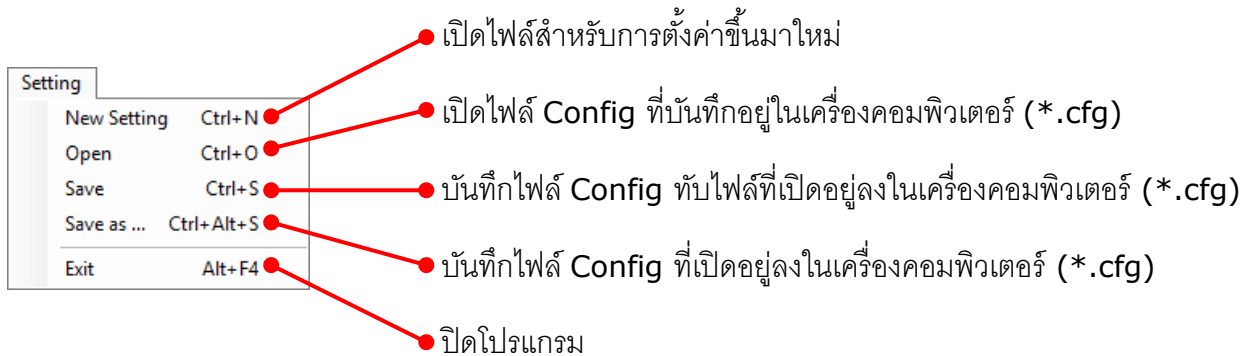 เปิดไฟล์สำหรับการตั้งค่าขึ้นมาใหม่
Setting
New Setting Ctrl+N
เปิดไฟล์ Config ที่บันทึกอยู่ในเครื่องคอมพิวเตอร์ (*.cfg)
Open Ctrl+O
Save Ctrl+S
บันทึกไฟล์ Config ทับไฟล์ที่เปิดอยู่ลงในเครื่องคอมพิวเตอร์ (*.cfg)
Save as ... Ctrl+Alt+S
บันทึกไฟล์ Config ที่เปิดอยู่ลงในเครื่องคอมพิวเตอร์ (*.cfg)
Exit Alt+F4
ปิดโปรแกรม